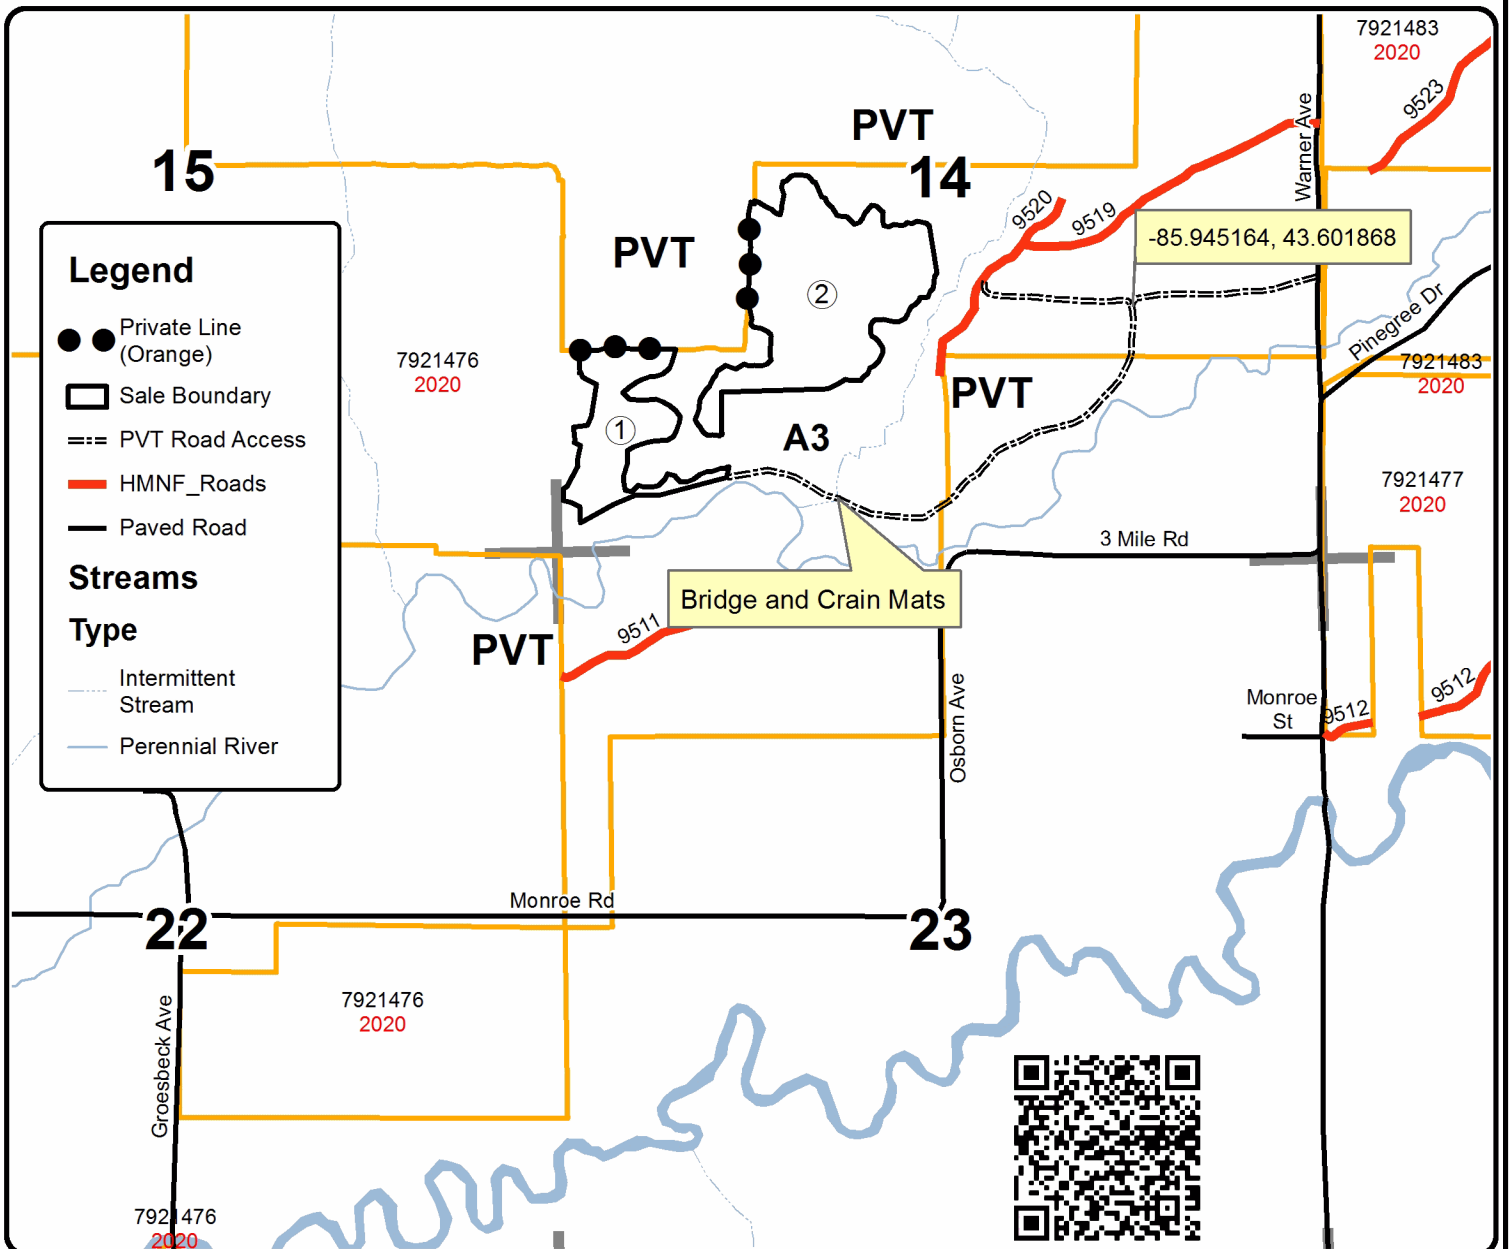 7921483
2020
9523
Warner Ave
PVT
15
14
9520
9519
-85.945164, 43.601868
PVT
2
Legend
Private Line
(Orange)
Sale Boundary
PVT Road Access
HMNF_Roads
Paved Road
Streams
Type
Intermittent
Stream
Perennial River
7921476
2020
Pinegree Dr
7921483
2020
PVT
1
A3
7921477
2020
3 Mile Rd
Bridge and Crain Mats
PVT
9511
Osborn Ave
Monroe
St
9512
9512
Monroe Rd
22
23
7921476
2020
Groesbeck Ave
7921476
2020